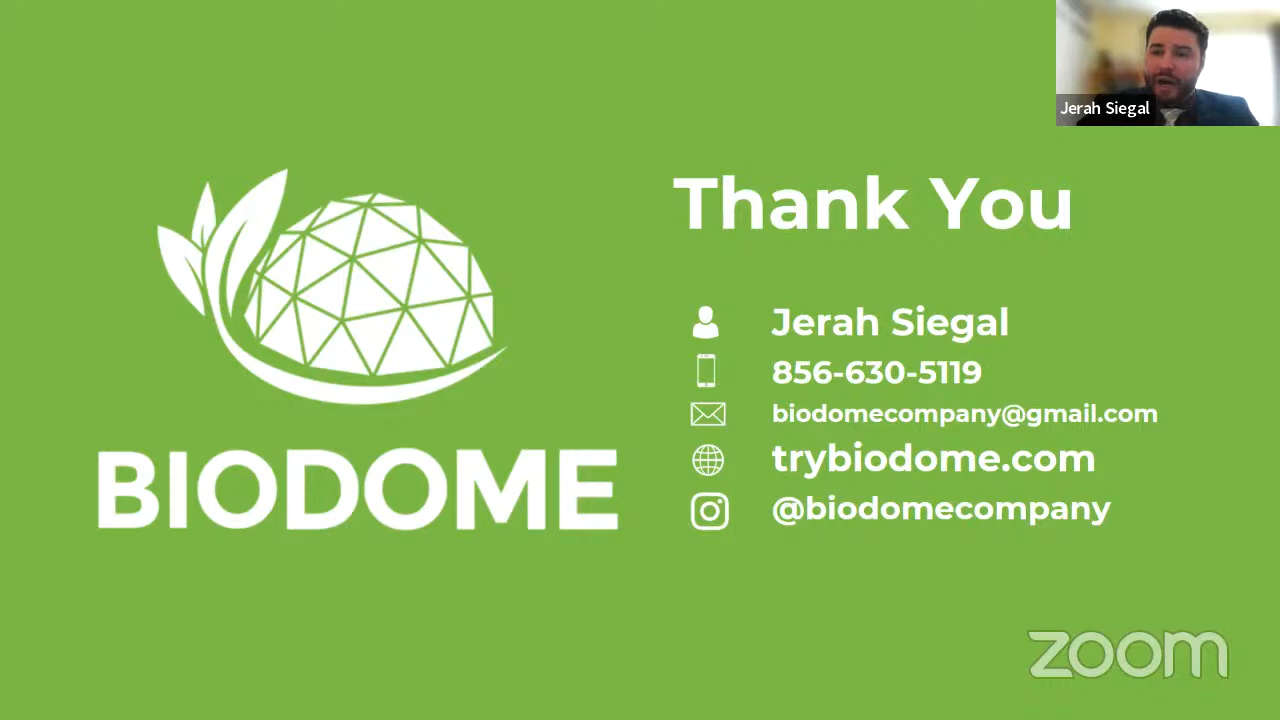 Jerah Siegal
Thank You
Jerah Siegal
856-630-5119
biodomecompany@gmail.com
trybiodome.com
@biodomecompany
BIODOME
zoom